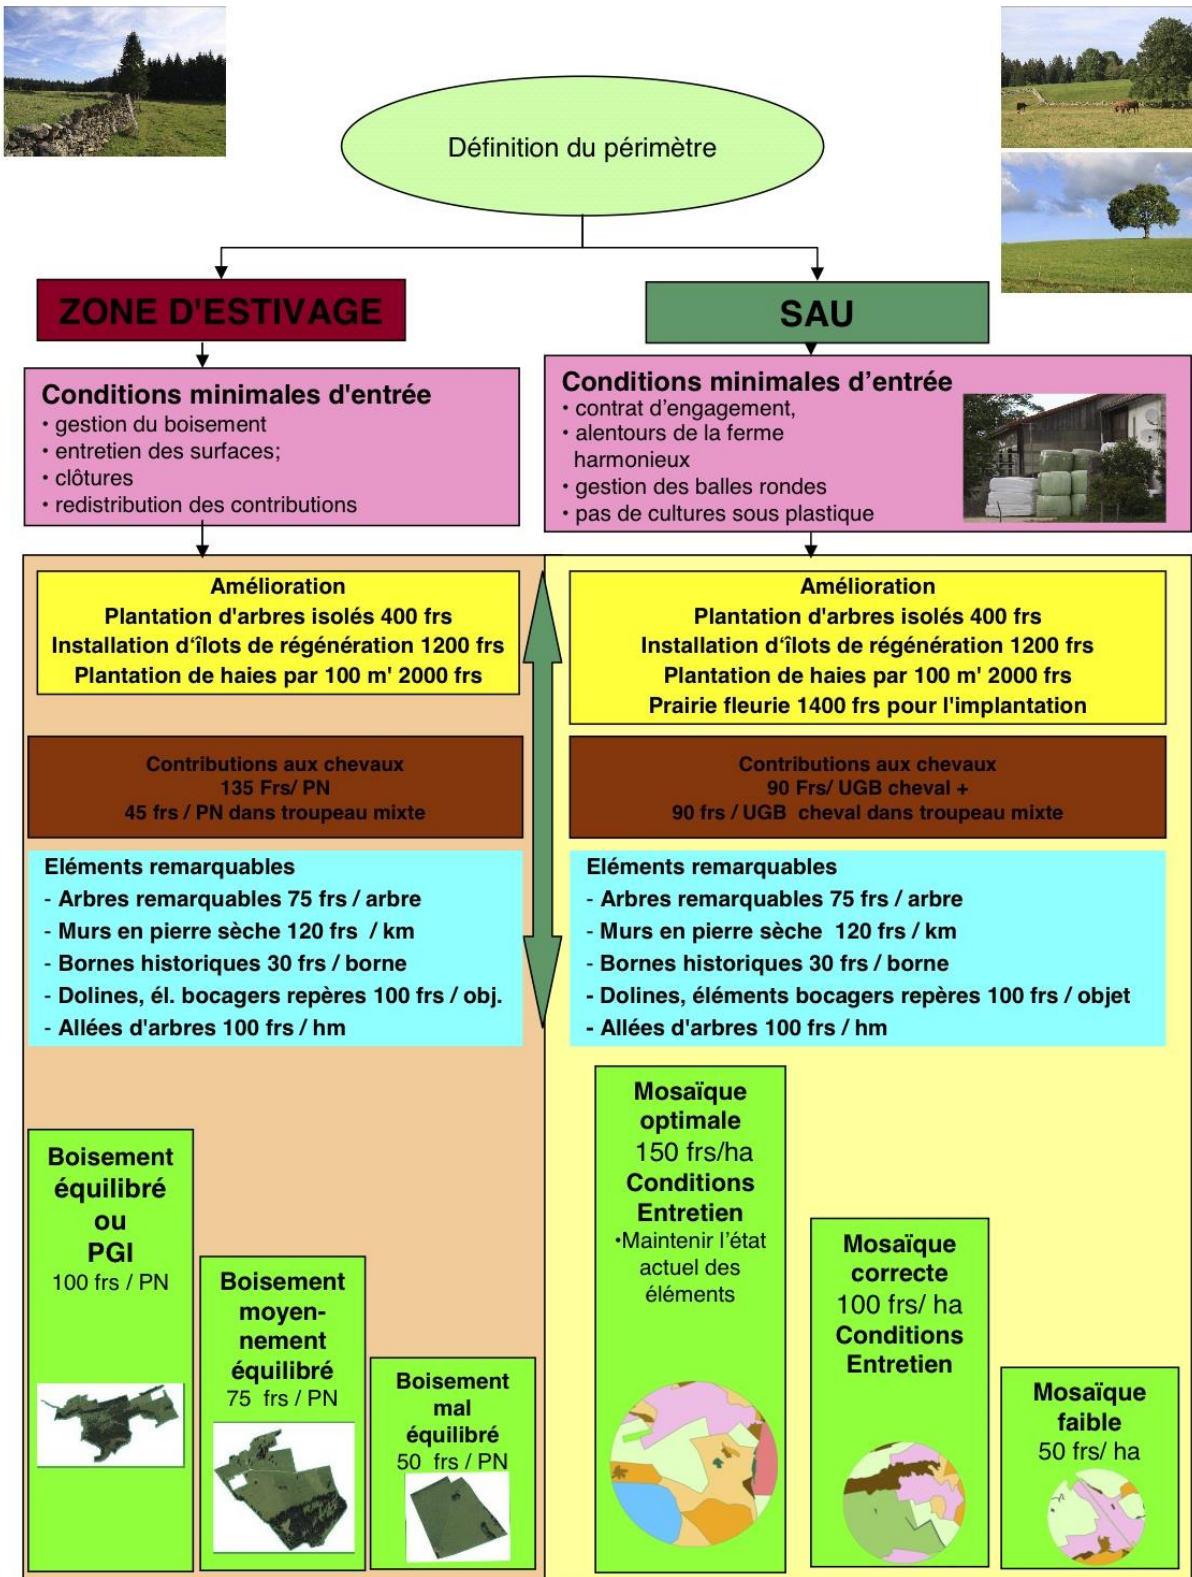 Définition du périmètre
ZONE D'ESTIVAGE
Conditions minimales d'entrée
• gestion du boisement
• entretien des surfaces;
• clôtures
• redistribution des contributions
Amélioration
Plantation d'arbres isolés 400 frs
Installation d'îlots de régénération 1200 frs
Plantation de haies par 100 m' 2000 frs
Contributions aux chevaux
135 Frs/ PN
45 frs / PN dans troupeau mixte
Eléments remarquables
- Arbres remarquables 75 frs / arbre
- Murs en pierre sèche 120 frs / km
- Bornes historiques 30 frs / borne
- Dolines, él. bocagers repères 100 frs / obj.
- Allées d'arbres 100 frs / hm
Boisement
équilibré
ou
PGI
100 frs / PN
Boisement
moyen-
nement
équilibré
75 frs / PN
Boisement
mal
équilibré
50 frs / PN
SAU
Conditions minimales d'entrée
• contrat d'engagement,
• alentours de la ferme
harmonieux
• gestion des balles rondes
• pas de cultures sous plastique
Amélioration
Plantation d'arbres isolés 400 frs
Installation d'îlots de régénération 1200 frs
Plantation de haies par 100 m' 2000 frs
Prairie fleurie 1400 frs pour l'implantation
Contributions aux chevaux
90 Frs/ UGB cheval +
90 frs / UGB cheval dans troupeau mixte
Eléments remarquables
- Arbres remarquables 75 frs / arbre
- Murs en pierre sèche 120 frs / km
- Bornes historiques 30 frs / borne
- Dolines, éléments bocagers repères 100 frs / objet
- Allées d'arbres 100 frs / hm
Mosaïque
optimale
150 frs/ha
Conditions
Entretien
•Maintenir l'état
actuel des
éléments
Mosaïque
correcte
100 frs/ ha
Conditions
Entretien
Mosaïque
faible
50 frs/ ha